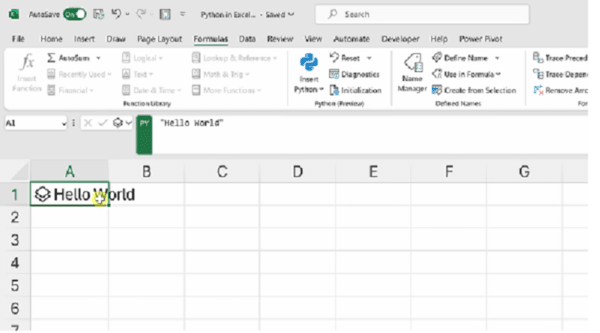 AutoSave On Python in Excel... - Saved Search
File Home Insert Draw Page Layout Formulas Data Review View Automate Developer Help Power Pivot
fx Σ AutoSum Logical Lookup & Reference Reset Define Name Trace Preced
Insert Function Recently Used Text Math & Trig Insert Python Diagnostics Name Manager Use in Formula Trace Depen
Financial Date & Time More Functions Initialization Create from Selection Remove Arro
Function Library Python (Preview) Defined Names For
A1 PY "Hello World"
A B C D E F G
1 Hello World
2
3
4
5
6
7